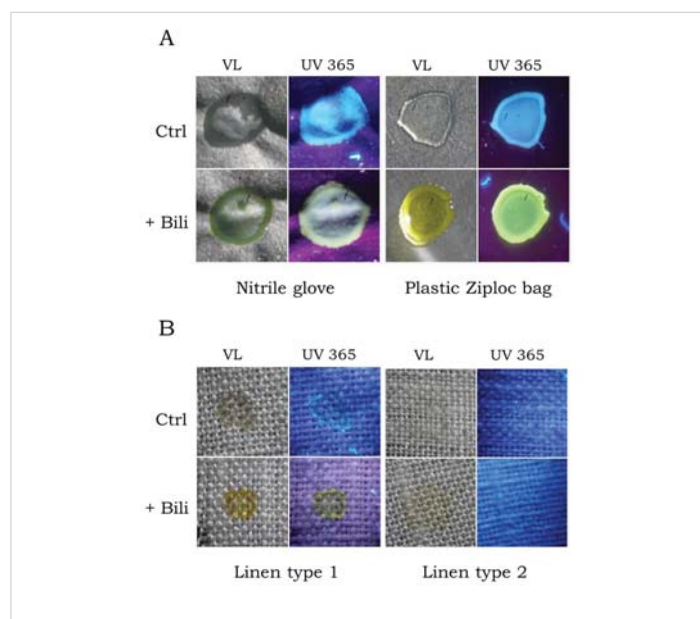 A
VL UV 365 VL UV 365
Ctrl
+ Bili
Nitrile glove Plastic Ziploc bag
B
VL UV 365 VL UV 365
Ctrl
+ Bili
Linen type 1 Linen type 2